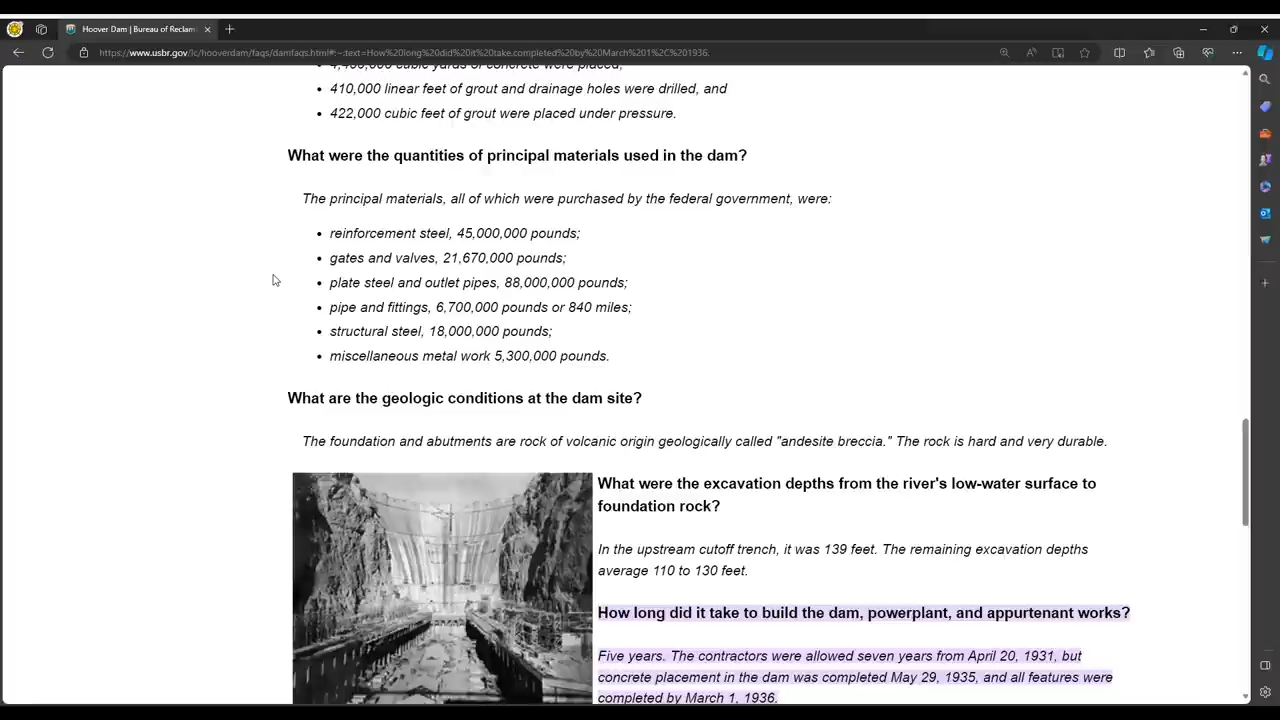 Hoover Dam | Bureau of Reclam
https://www.usbr.gov/lc/hooverdam/faqs/damfaqs.html#:~:text=How%20long%20did%20it%20take,completed%20by%20March%201%2C%201936.
4,400,000 cubic yards of concrete were placed,
• 410,000 linear feet of grout and drainage holes were drilled, and
• 422,000 cubic feet of grout were placed under pressure.
What were the quantities of principal materials used in the dam?
The principal materials, all of which were purchased by the federal government, were:
• reinforcement steel, 45,000,000 pounds;
• gates and valves, 21,670,000 pounds;
• plate steel and outlet pipes, 88,000,000 pounds;
• pipe and fittings, 6,700,000 pounds or 840 miles;
• structural steel, 18,000,000 pounds;
• miscellaneous metal work 5,300,000 pounds.
What are the geologic conditions at the dam site?
The foundation and abutments are rock of volcanic origin geologically called "andesite breccia." The rock is hard and very durable.
What were the excavation depths from the river's low-water surface to
foundation rock?
In the upstream cutoff trench, it was 139 feet. The remaining excavation depths
average 110 to 130 feet.
How long did it take to build the dam, powerplant, and appurtenant works?
Five years. The contractors were allowed seven years from April 20, 1931, but
concrete placement in the dam was completed May 29, 1935, and all features were
completed by March 1, 1936.